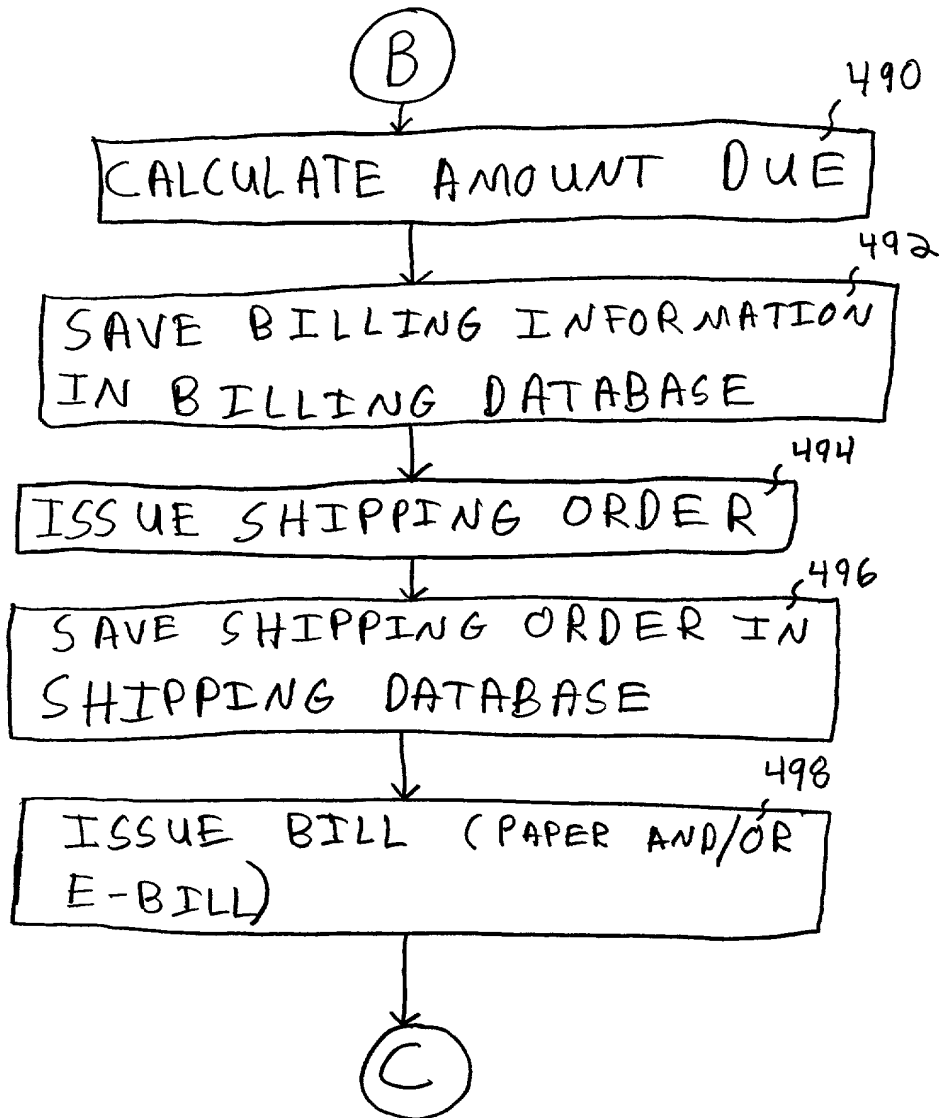 B
490
CALCULATE AMOUNT DUE
492
SAVE BILLING INFORMATION
IN BILLING DATABASE
494
ISSUE SHIPPING ORDER
496
SAVE SHIPPING ORDER IN
SHIPPING DATABASE
498
ISSUE BILL (PAPER AND/OR
E-BILL)
C